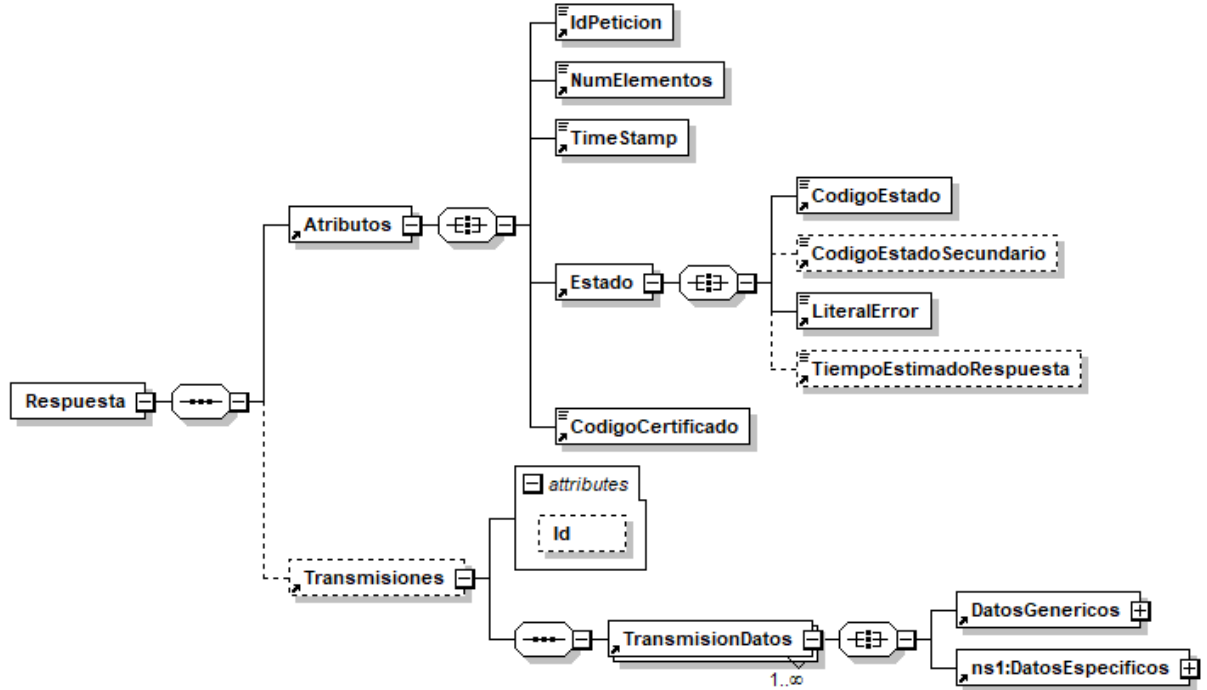 IdPeticion
NumElementos
TimeStamp
CodigoEstado
Atributos
CodigoEstadoSecundario
Estado
LiteralError
TiempoEstimadoRespuesta
Respuesta
CodigoCertificado
attributes
Id
Transmisiones
DatosGenericos
TransmisionDatos
1..∞
ns1:DatosEspecificos